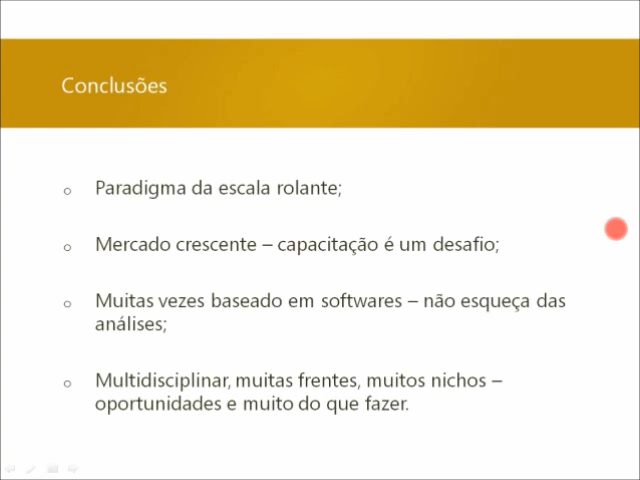 Conclusões
Paradigma da escala rolante;
Mercado crescente – capacitação é um desafio;
Muitas vezes baseado em softwares – não esqueça das
análises;
Multidisciplinar, muitas frentes, muitos nichos –
oportunidades e muito do que fazer.